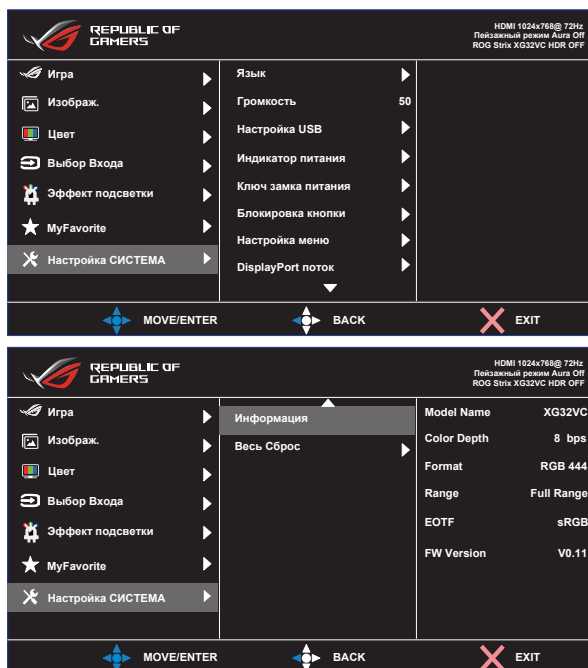 REPUBLIC OF
GAMERS
HDMI 1024x768@ 72Hz
Пейзажный режим Aura Off
ROG Strix XG32VC HDR OFF
Игра
Изображ.
Цвет
Выбор Входа
Эффект подсветки
MyFavorite
Настройка СИСТЕМА
Язык
Громкость 50
Настройка USB
Индикатор питания
Ключ замка питания
Блокировка кнопки
Настройка меню
DisplayPort поток
MOVE/ENTER
BACK
EXIT
REPUBLIC OF
GAMERS
HDMI 1024x768@ 72Hz
Пейзажный режим Aura Off
ROG Strix XG32VC HDR OFF
Игра
Изображ.
Цвет
Выбор Входа
Эффект подсветки
MyFavorite
Настройка СИСТЕМА
Информация
Весь Сброс
Model Name XG32VC
Color Depth 8 bps
Format RGB 444
Range Full Range
EOTF sRGB
FW Version V0.11
MOVE/ENTER
BACK
EXIT